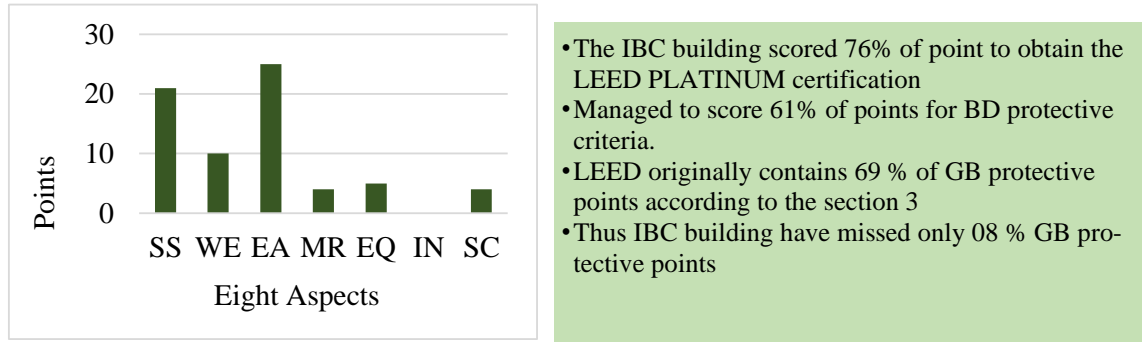 30
20
10
0
Points
SS WE EA MR EQ IN SC
Eight Aspects
•The IBC building scored 76% of point to obtain the
LEED PLATINUM certification
•Managed to score 61% of points for BD protective
criteria.
•LEED originally contains 69 % of GB protective
points according to the section 3
•Thus IBC building have missed only 08 % GB pro-
tective points